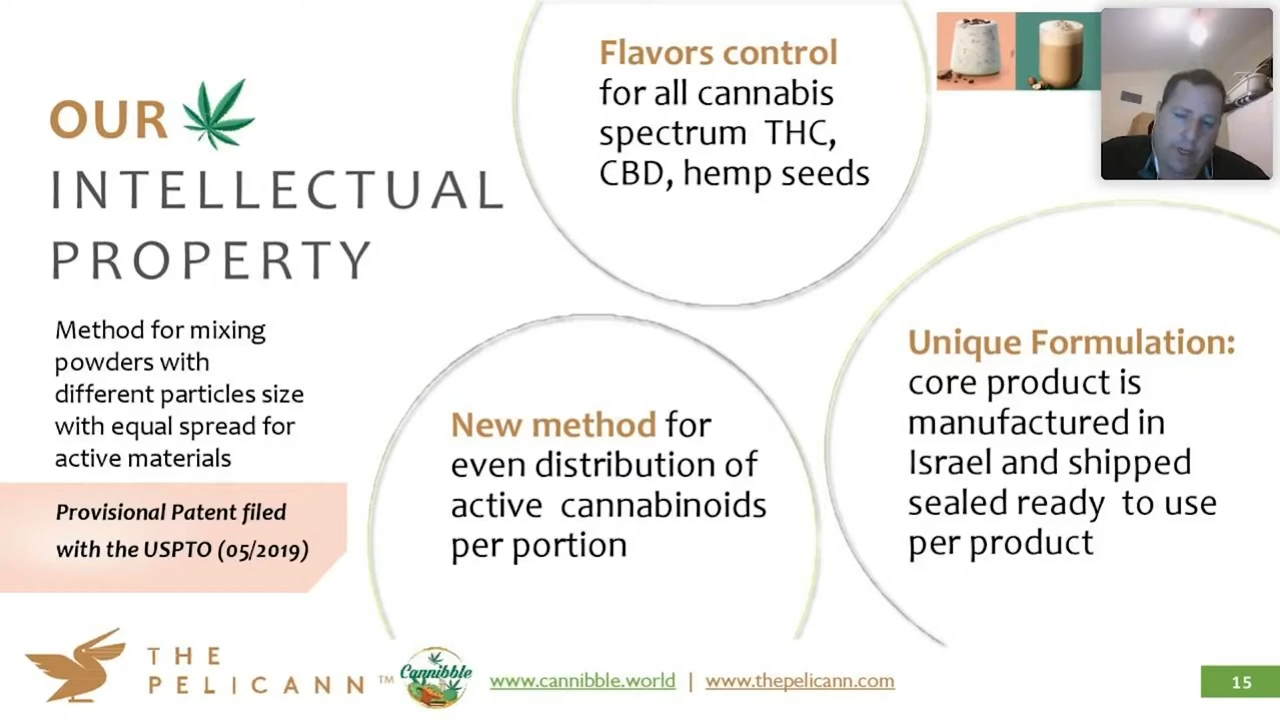 OUR
INTELLECTUAL
PROPERTY
Method for mixing
powders with
different particles size
with equal spread for
active materials
Provisional Patent filed
with the USPTO (05/2019)
Flavors control
for all cannabis
spectrum THC,
CBD, hemp seeds
New method for
even distribution of
active cannabinoids
per portion
Unique Formulation:
core product is
manufactured in
Israel and shipped
sealed ready to use
per product
THE
PELICANN™
Cannibble
www.cannibble.world | www.thepelicann.com
15